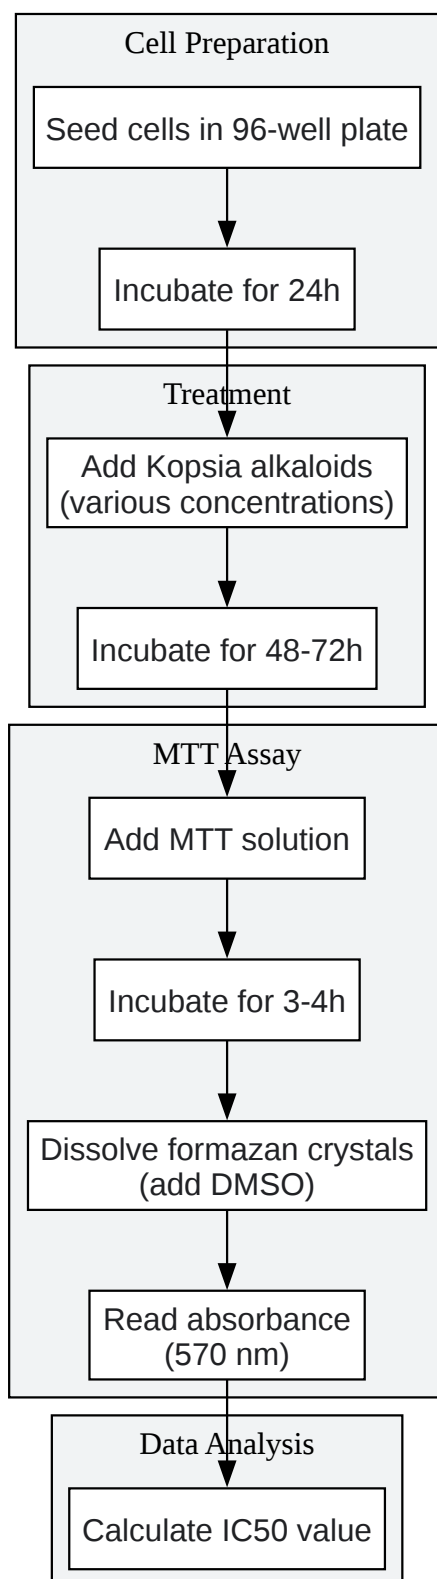 Cell Preparation
Seed cells in 96-well plate
Incubate for 24h
Treatment
Add Kopsia alkaloids
(various concentrations)
Incubate for 48-72h
MTT Assay
Add MTT solution
Incubate for 3-4h
Dissolve formazan crystals
(add DMSO)
Read absorbance
(570 nm)
Data Analysis
Calculate IC50 value